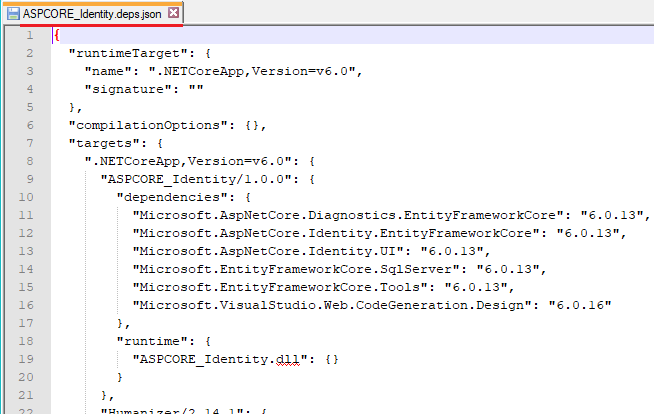 ASPCORE_Identity.deps.json
1 {
2 "runtimeTarget": {
3 "name": ".NETCoreApp,Version=v6.0",
4 "signature": ""
5 },
6 "compilationOptions": {},
7 "targets": {
8 ".NETCoreApp,Version=v6.0": {
9 "ASPCORE_Identity/1.0.0": {
10 "dependencies": {
11 "Microsoft.AspNetCore.Diagnostics.EntityFrameworkCore": "6.0.13",
12 "Microsoft.AspNetCore.Identity.EntityFrameworkCore": "6.0.13",
13 "Microsoft.AspNetCore.Identity.UI": "6.0.13",
14 "Microsoft.EntityFrameworkCore.SqlServer": "6.0.13",
15 "Microsoft.EntityFrameworkCore.Tools": "6.0.13",
16 "Microsoft.VisualStudio.Web.CodeGeneration.Design": "6.0.16"
17 },
18 "runtime": {
19 "ASPCORE_Identity.dll": {}
20 }
21 },
22 "Humanizer/2.14.1": {